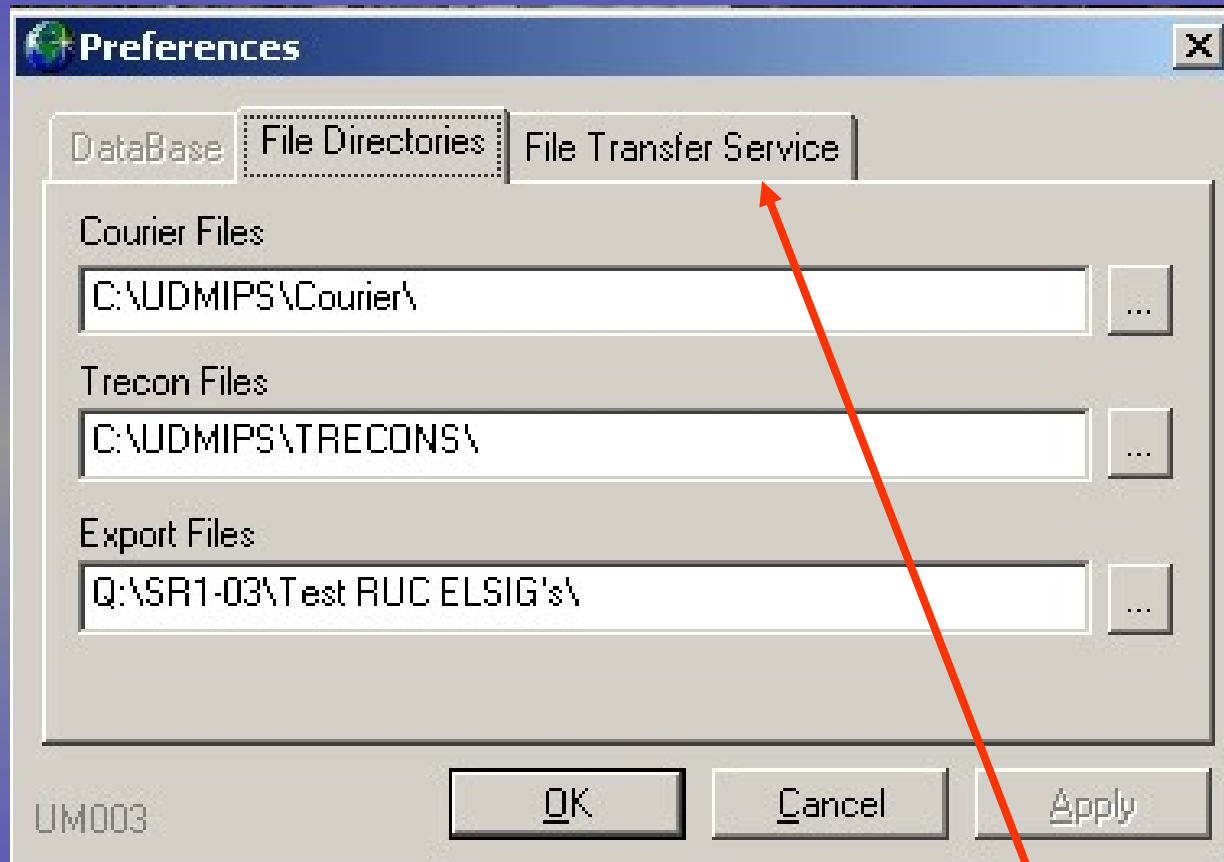 Preferences
DataBase File Directories File Transfer Service
Courier Files
C:\UDMIPS\Courier\
...
Trecon Files
C:\UDMIPS\TRECONS\
...
Export Files
Q:\SR1-03\Test RUC ELSIG's\
...
UM003 OK Cancel Apply